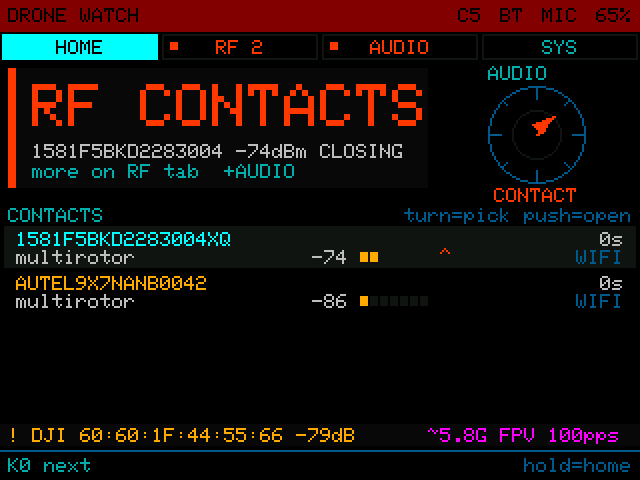 DRONE WATCH C5 BT MIC 65%
HOME RF 2 AUDIO SYS
AUDIO
RF CONTACTS
1581F5BKD2283004 -74dBm CLOSING
more on RF tab +AUDIO
CONTACT
CONTACTS turn=pick push=open
1581F5BKD2283004XQ 0s
multirotor -74 ^ WIFI
AUTEL9X7NANB0042 0s
multirotor -86 WIFI
! DJI 60:60:1F:44:55:66 -79dB ~5.8G FPV 100pps
K0 next hold=home